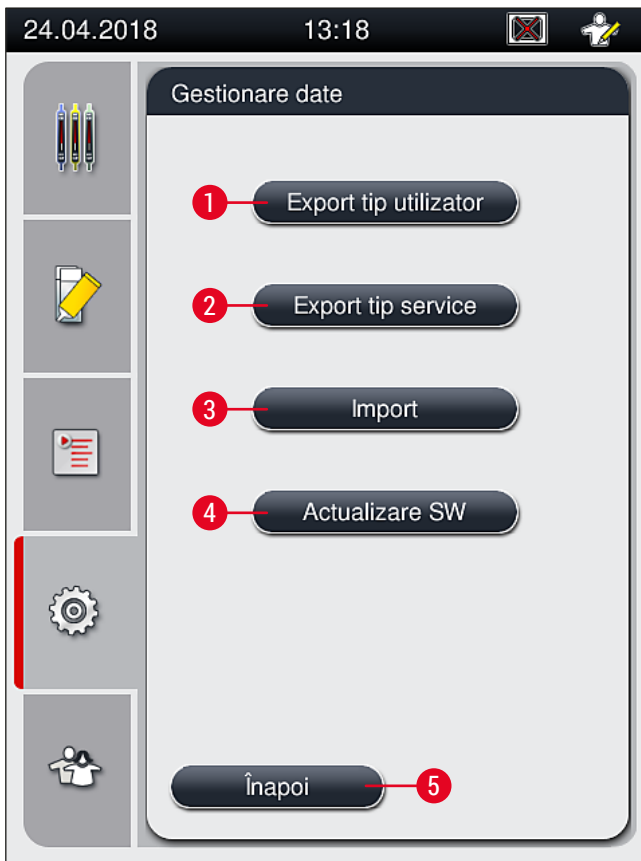 24.04.2018 13:18
Gestionare date
1 Export tip utilizator
2 Export tip service
3 Import
4 Actualizare SW
Înapoi 5